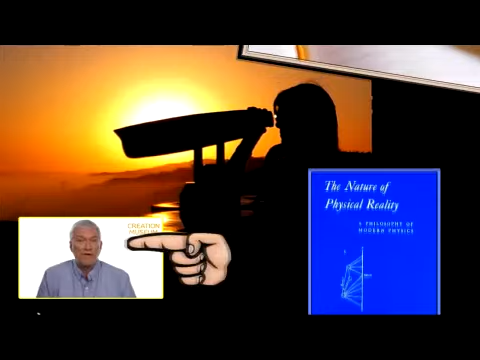 The Nature of
Physical Reality
A PHILOSOPHY OF
MODERN PHYSICS
CREATION
MUSEUM